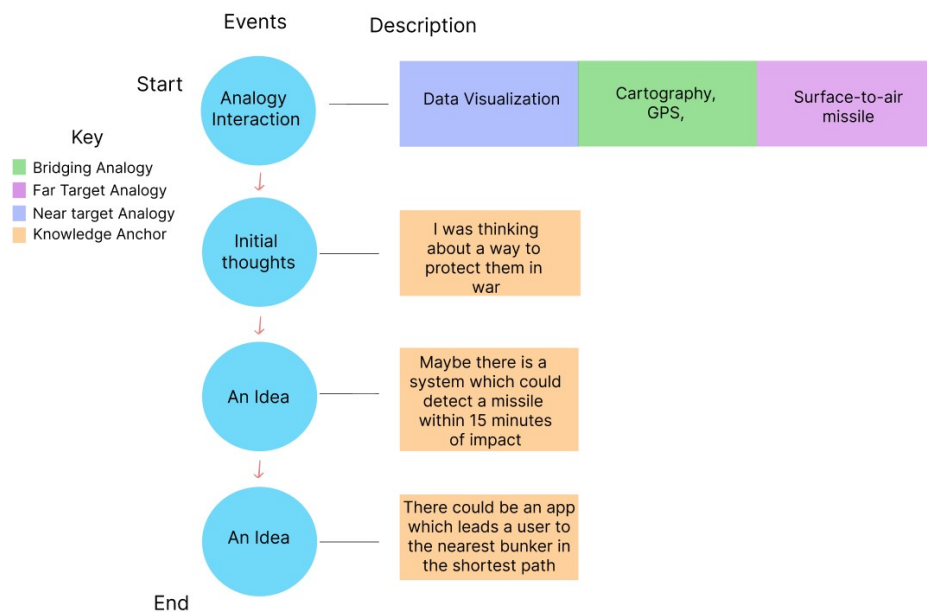 Events
Description
Start
Analogy
Interaction
Data Visualization
Cartography,
GPS,
Surface-to-air
missile
Key
Bridging Analogy
Far Target Analogy
Near target Analogy
Knowledge Anchor
Initial
thoughts
I was thinking
about a way to
protect them in
war
An Idea
Maybe there is a
system which could
detect a missile
within 15 minutes
of impact
An Idea
There could be an app
which leads a user to
the nearest bunker in
the shortest path
End